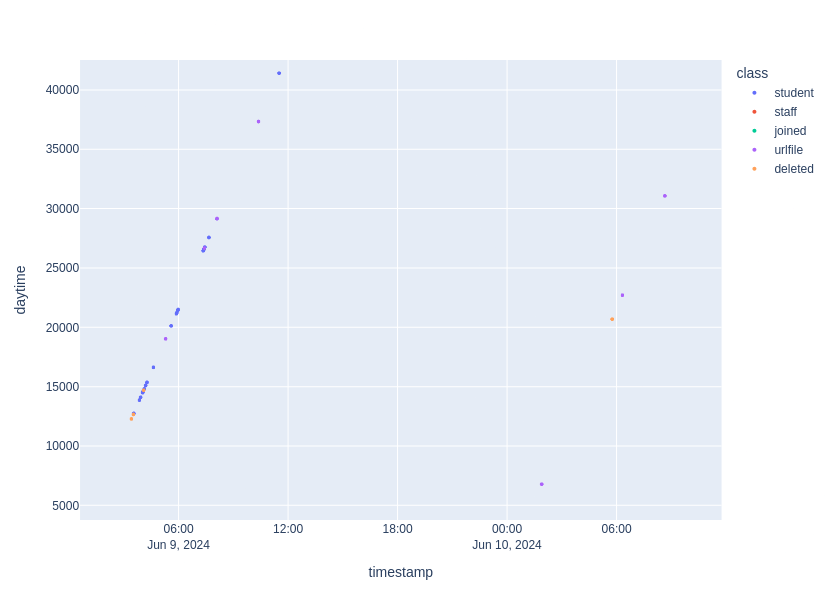 class
student
staff
joined
urlfile
deleted
daytime
40000
35000
30000
25000
20000
15000
10000
5000
06:00 12:00 18:00 00:00 06:00
Jun 9, 2024 Jun 10, 2024
timestamp